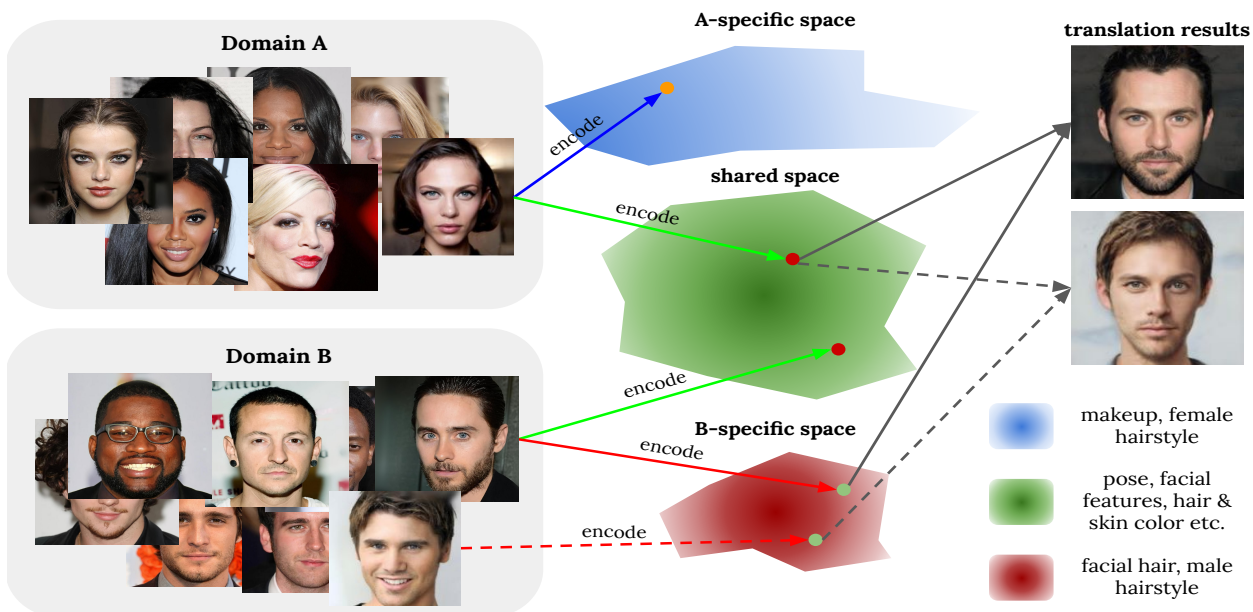 A-specific space
translation results
Domain A
encode
shared space
encode
BY
Domain B
encode
B-specific space
encode
encode
makeup, female
hairstyle
pose, facial
features, hair &
skin color etc.
facial hair, male
hairstyle